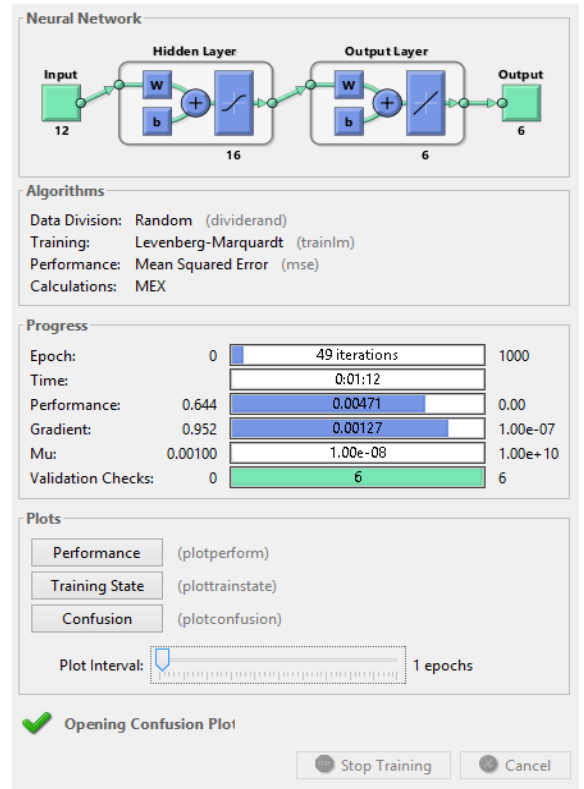 Neural Network
Hidden Layer Output Layer
Input Output
W W
+ +
b b
12 6
16 6
Algorithms
Data Division: Random (dividerand)
Training: Levenberg-Marquardt (trainlm)
Performance: Mean Squared Error (mse)
Calculations: MEX
Progress
Epoch: 0 49 iterations 1000
Time: 0:01:12
Performance: 0.644 0.00471 0.00
Gradient: 0.952 0.00127 1.00e-07
Mu: 0.00100 1.00e-08 1.00e+10
Validation Checks: 0 6 6
Plots
Performance (plotperform)
Training State (plottrainstate)
Confusion (plotconfusion)
Plot Interval: 1 epochs
Opening Confusion Plot
Stop Training Cancel